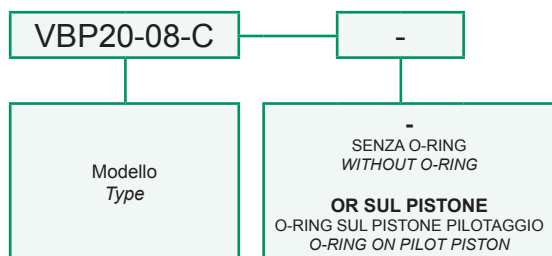 VBP20-08-C
-
Modello
Type
-
SENZA O-RING
WITHOUT O-RING
OR SUL PISTONE
O-RING SUL PISTONE PILOTAGGIO
O-RING ON PILOT PISTON